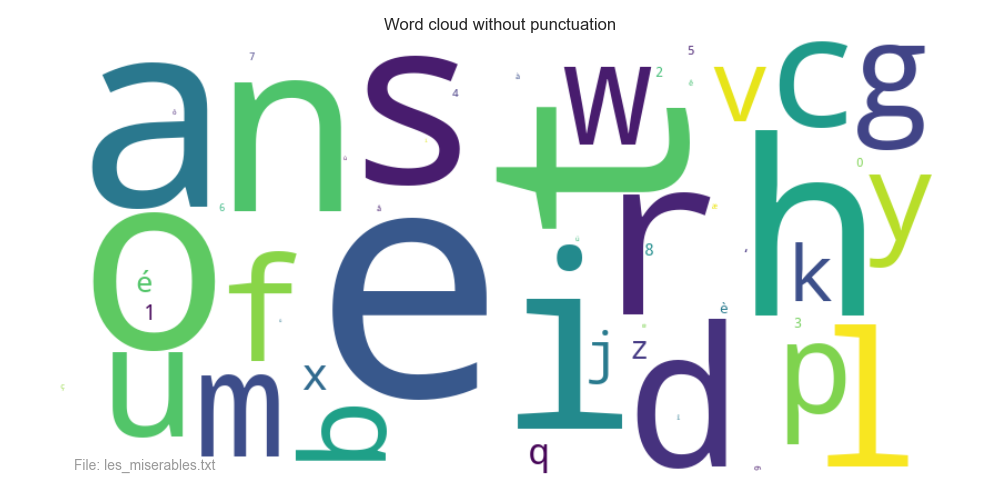 Word cloud without punctuation
a n s t w v c g
7 4 5 2 0 6
o é 1 f e i r 8 h k y
u m x b j z è d 3 p l
q
File: les_miserables.txt